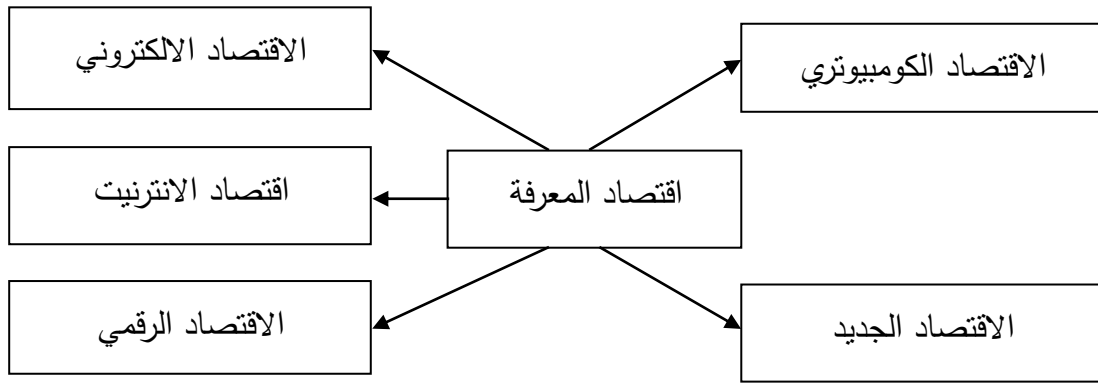 الاقتصاد الكومبيوتري
الاقتصاد الالكتروني
اقتصاد المعرفة
اقتصاد الانترنيت
الاقتصاد الجديد
الاقتصاد الرقمي